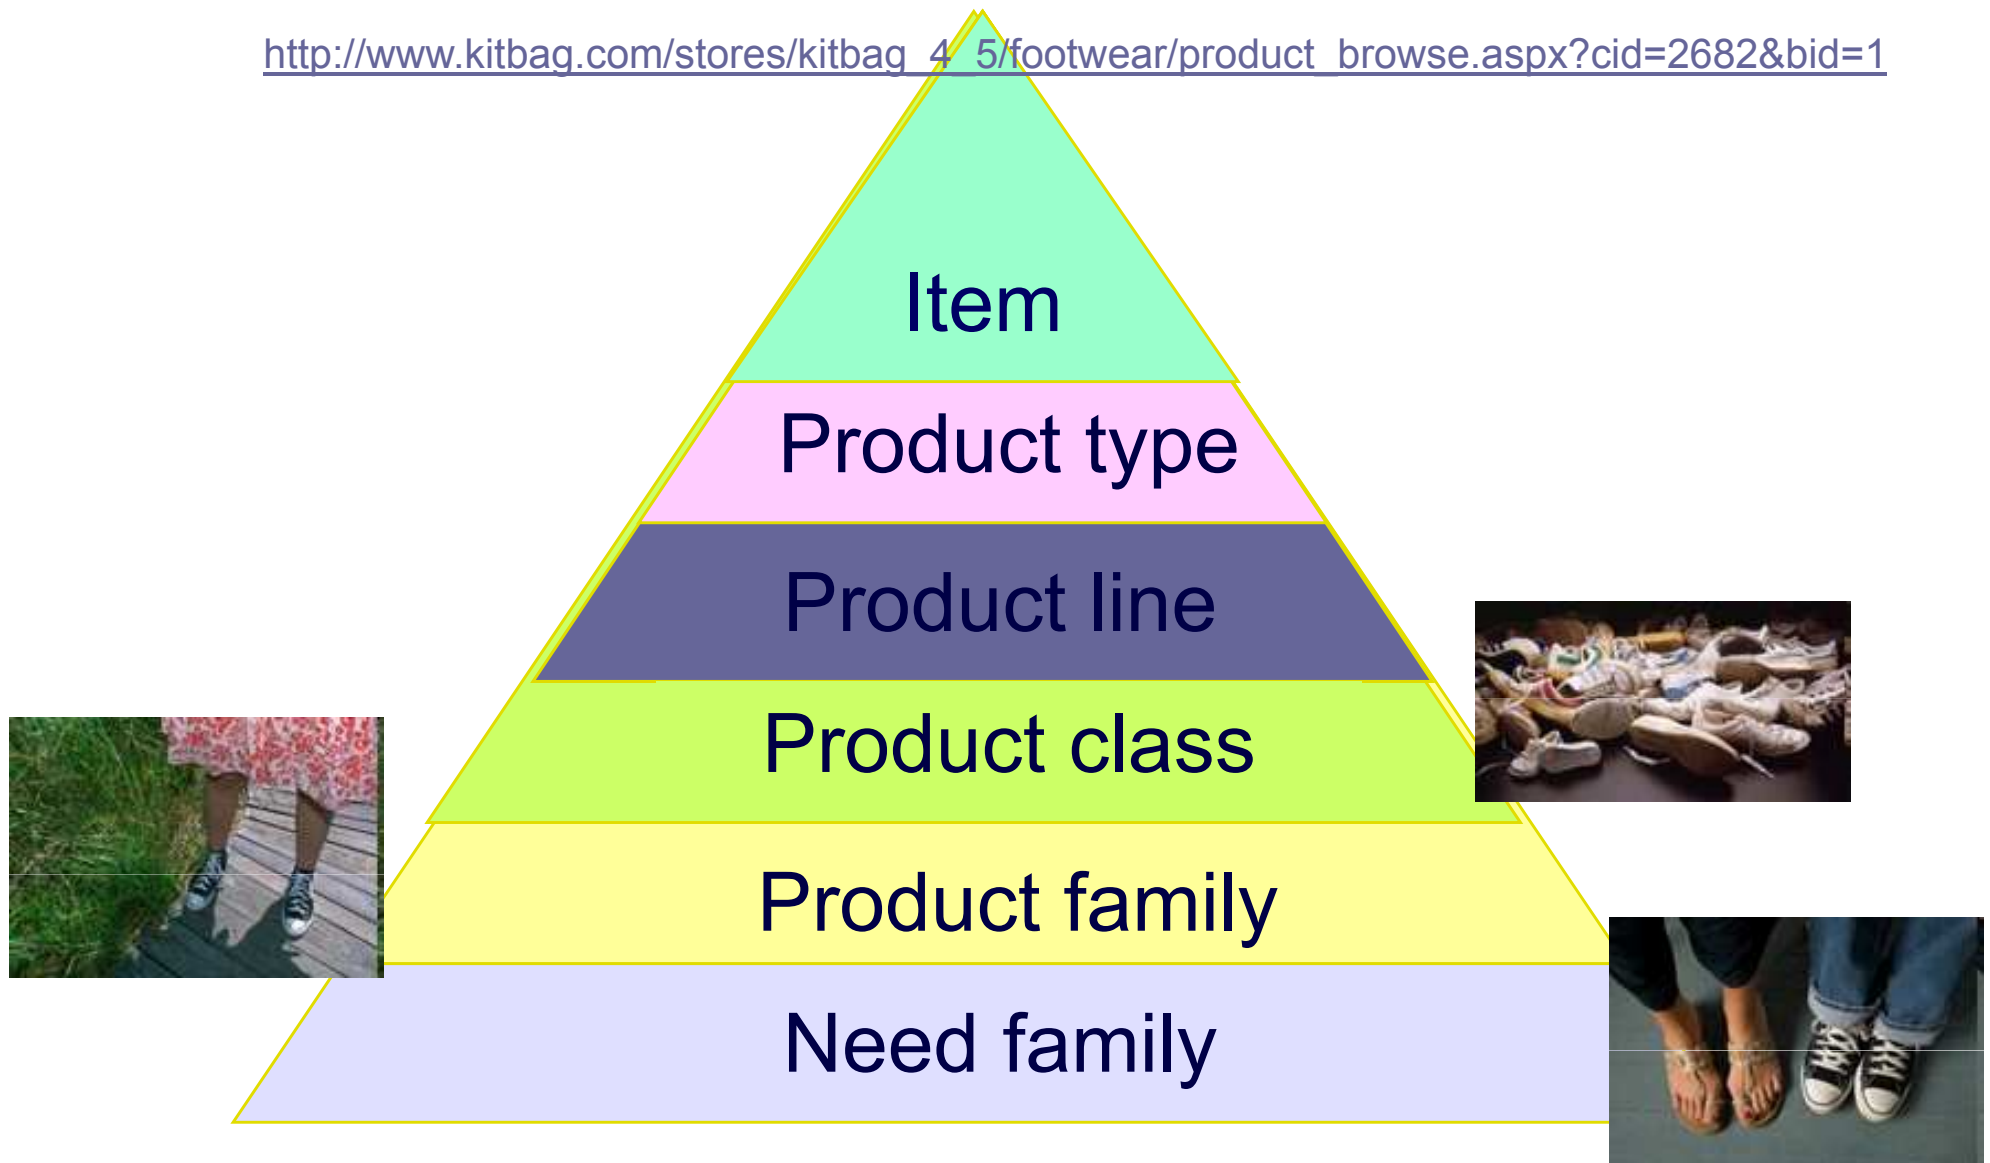 http://www.kitbag.com/stores/kitbag_4_5/footwear/product_browse.aspx?cid=2682&bid=1
Item
Product type
Product line
Product class
Product family
Need family